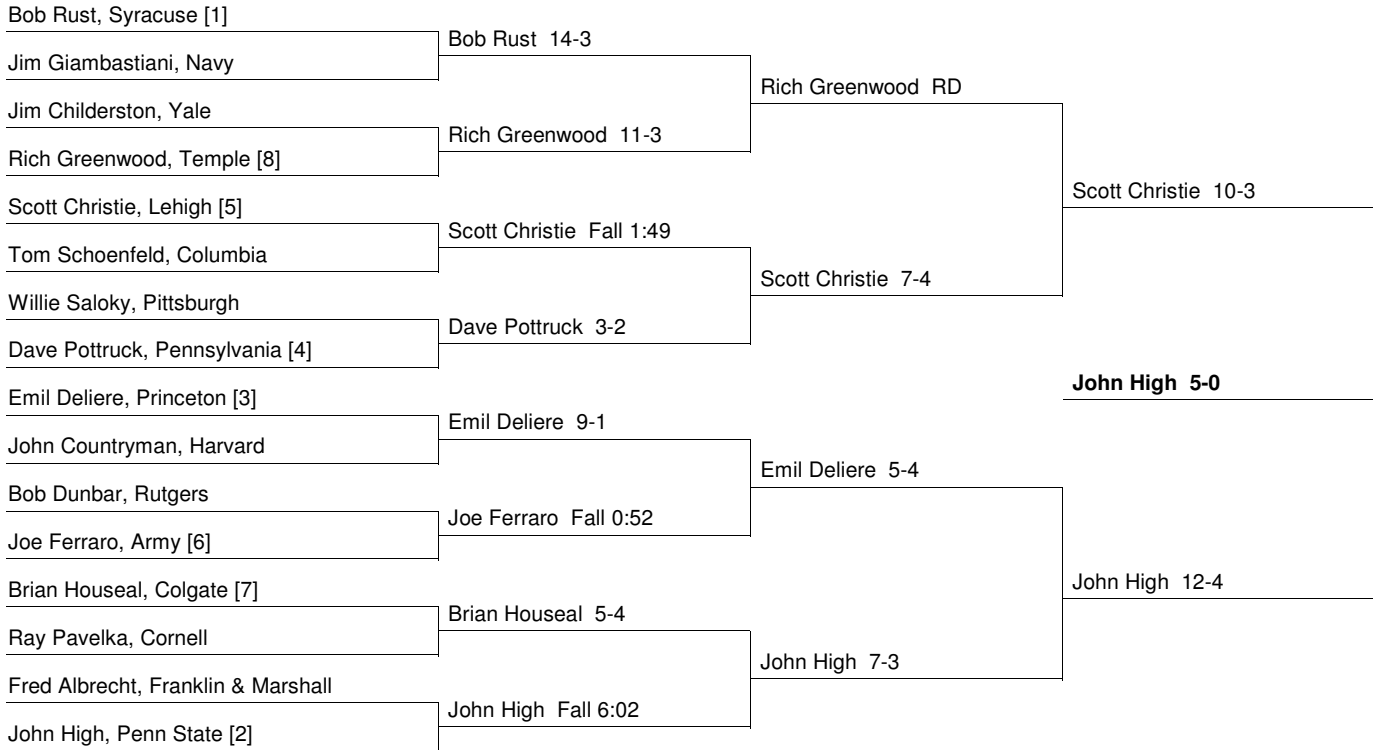 Bob Rust, Syracuse [1]
Jim Giambastiani, Navy
Jim Childerston, Yale
Rich Greenwood, Temple [8]
Scott Christie, Lehigh [5]
Tom Schoenfeld, Columbia
Willie Saloky, Pittsburgh
Dave Pottruck, Pennsylvania [4]
Emil Deliere, Princeton [3]
John Countryman, Harvard
Bob Dunbar, Rutgers
Joe Ferraro, Army [6]
Brian Houseal, Colgate [7]
Ray Pavelka, Cornell
Fred Albrecht, Franklin & Marshall
John High, Penn State [2]
Bob Rust 14-3
Rich Greenwood 11-3
Scott Christie Fall 1:49
Dave Pottruck 3-2
Emil Deliere 9-1
Joe Ferraro Fall 0:52
Brian Houseal 5-4
John High Fall 6:02
Rich Greenwood RD
Scott Christie 7-4
Emil Deliere 5-4
John High 7-3
Scott Christie 10-3
John High 12-4
John High 5-0